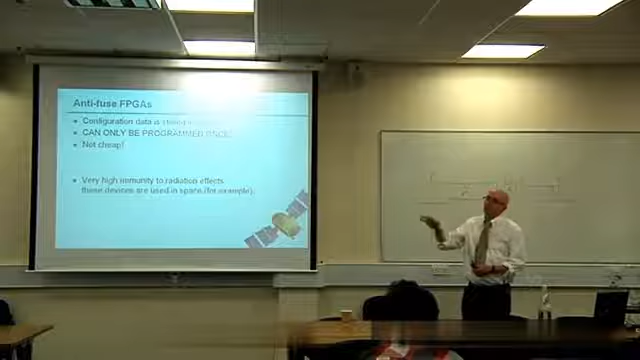 Anti-fuse FPGAs
Configuration data is stored
CAN ONLY BE PROGRAMMED ONCE!
Not cheap!
Very high immunity to radiation effects
these devices are used in space (for example).